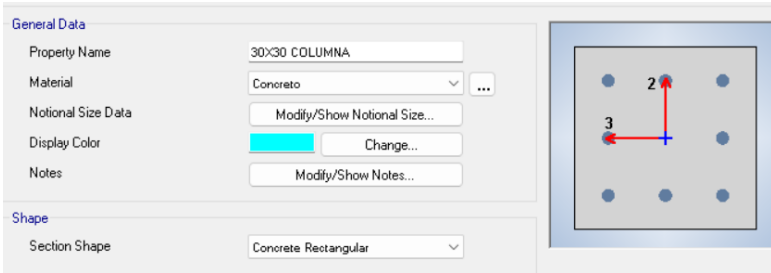 General Data
Property Name 30X30 COLUMNA
Material Concreto ...
Notional Size Data Modify/Show Notional Size...
Display Color Change...
Notes Modify/Show Notes...
Shape
Section Shape Concrete Rectangular
2
3